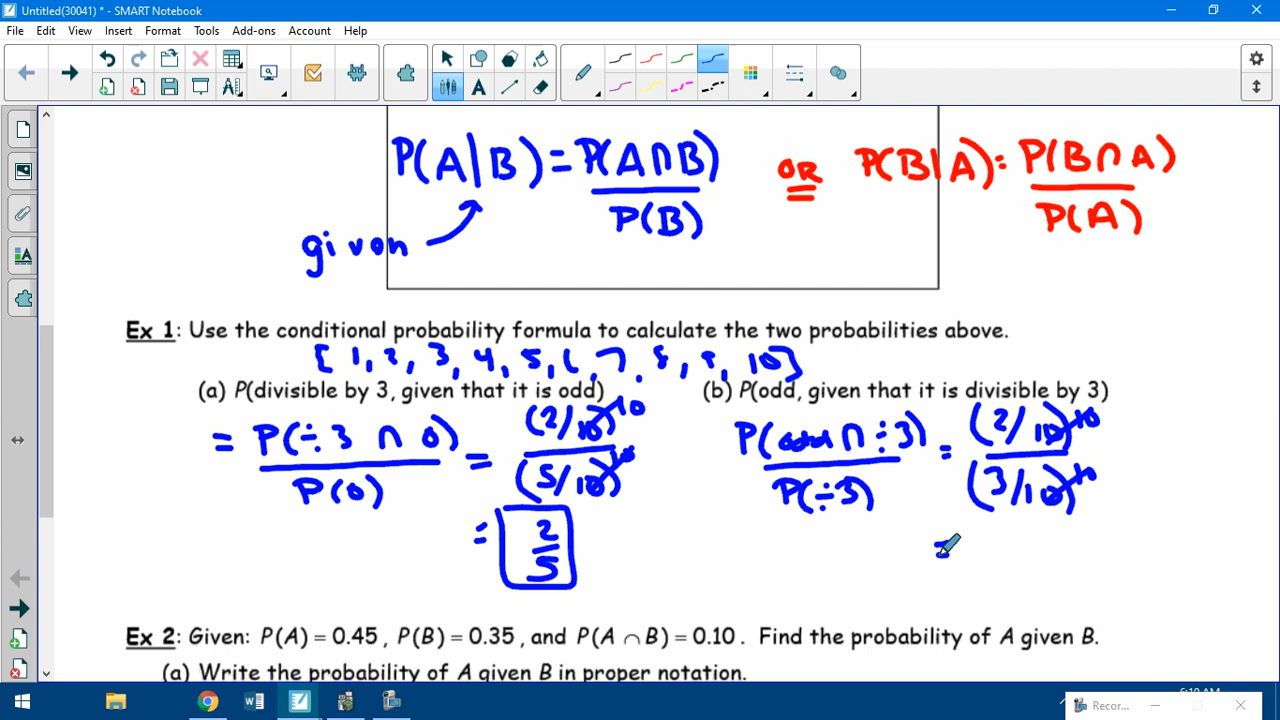 Untitled(30041) * - SMART Notebook
File Edit View Insert Format Tools Add-ons Account Help
P(A|B) = P(A∩B) / P(B) OR P(B|A) = P(B∩A) / P(A)
given
Ex 1: Use the conditional probability formula to calculate the two probabilities above.
[1, 2, 3, 4, 5, 6, 7, 8, 9, 10]
(a) P(divisible by 3, given that it is odd) (b) P(odd, given that it is divisible by 3)
= P(÷3 ∩ O) / P(O) = (2/10)·10 / (5/10)·10
P(odd ∩ ÷3) / P(÷3) = (2/10)·10 / (3/10)·10
= 2/5
=
Ex 2: Given: P(A) = 0.45, P(B) = 0.35, and P(A ∩ B) = 0.10. Find the probability of A given B.
(a) Write the probability of A given B in proper notation.
Recor...